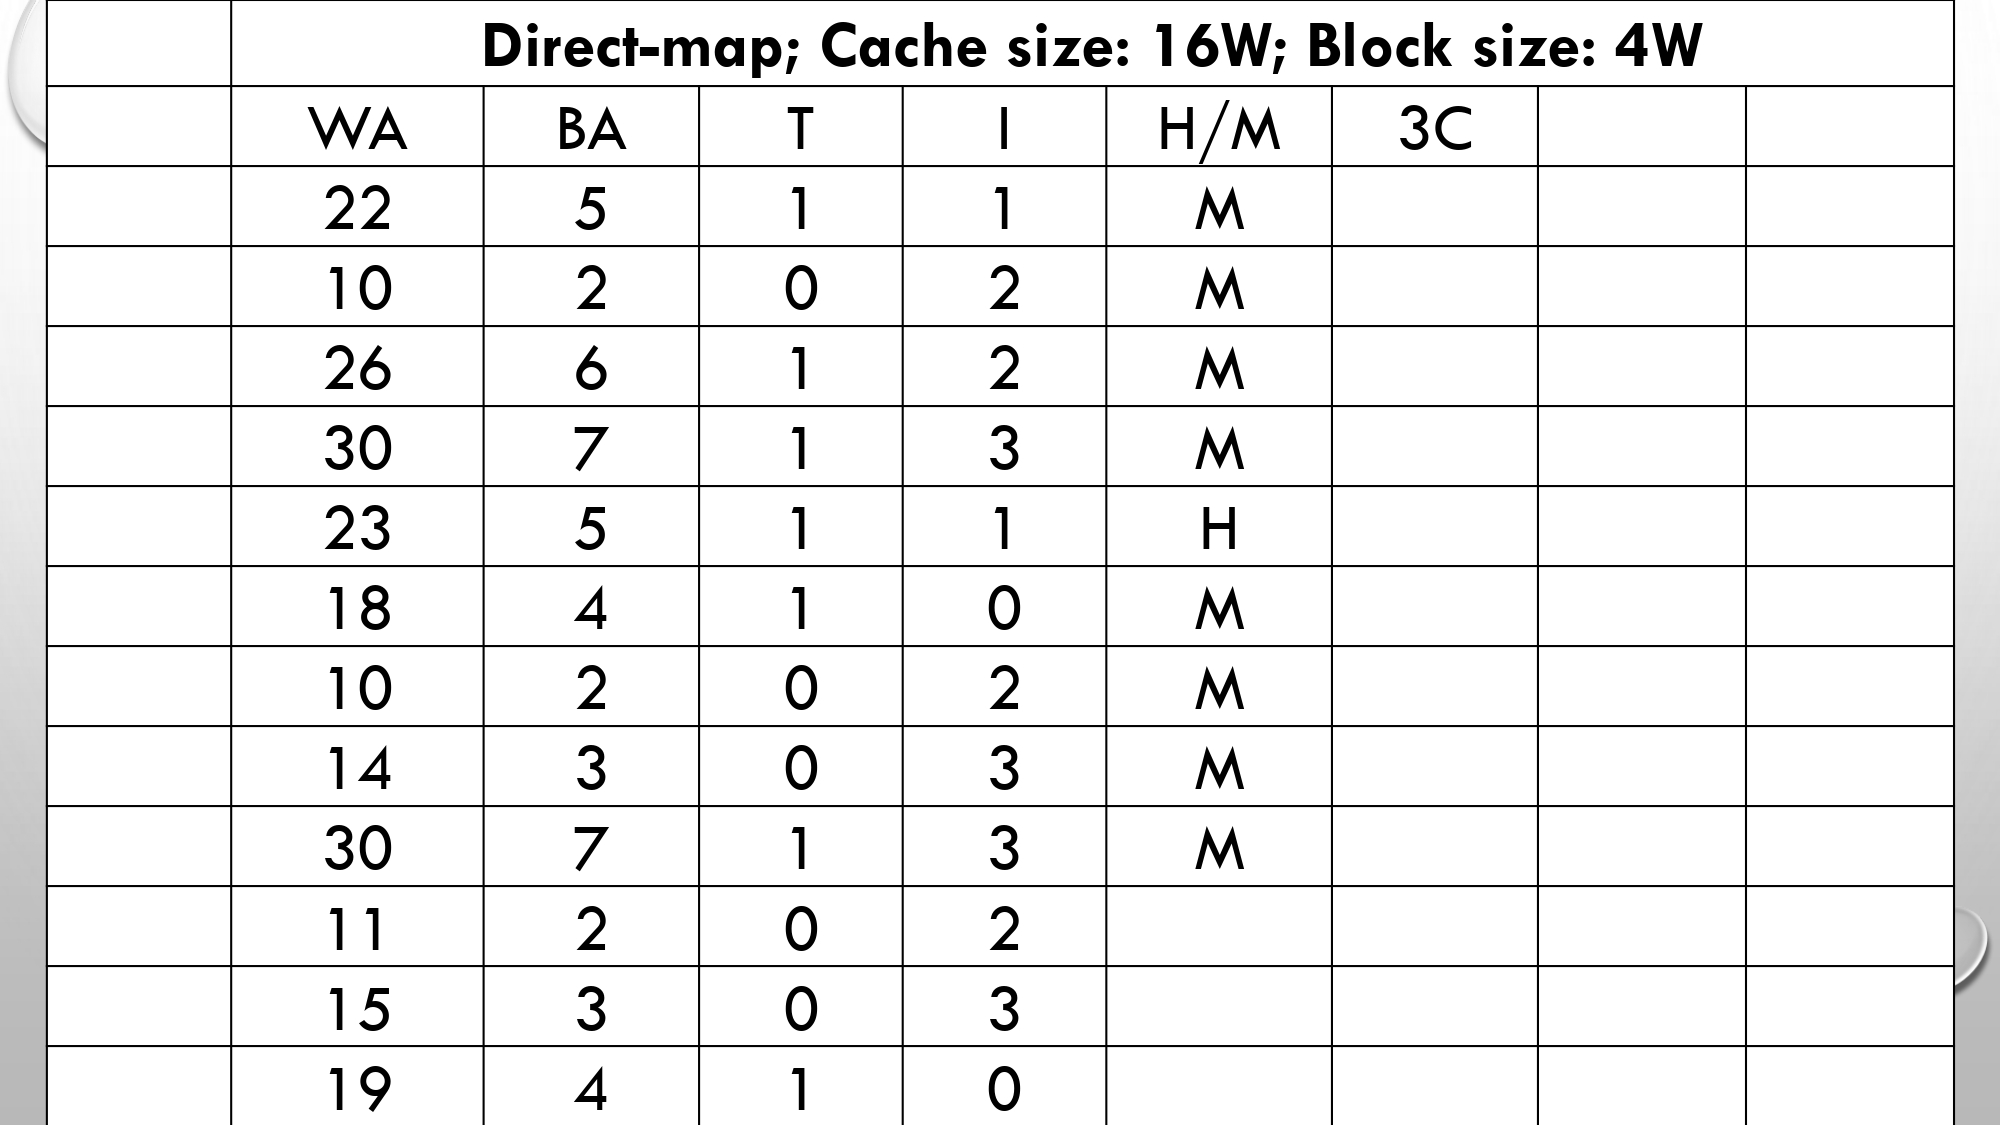 Direct-map; Cache size: 16W; Block size: 4W
WA BA T I H/M 3C
22 5 1 1 M
10 2 0 2 M
26 6 1 2 M
30 7 1 3 M
23 5 1 1 H
18 4 1 0 M
10 2 0 2 M
14 3 0 3 M
30 7 1 3 M
11 2 0 2
15 3 0 3
19 4 1 0